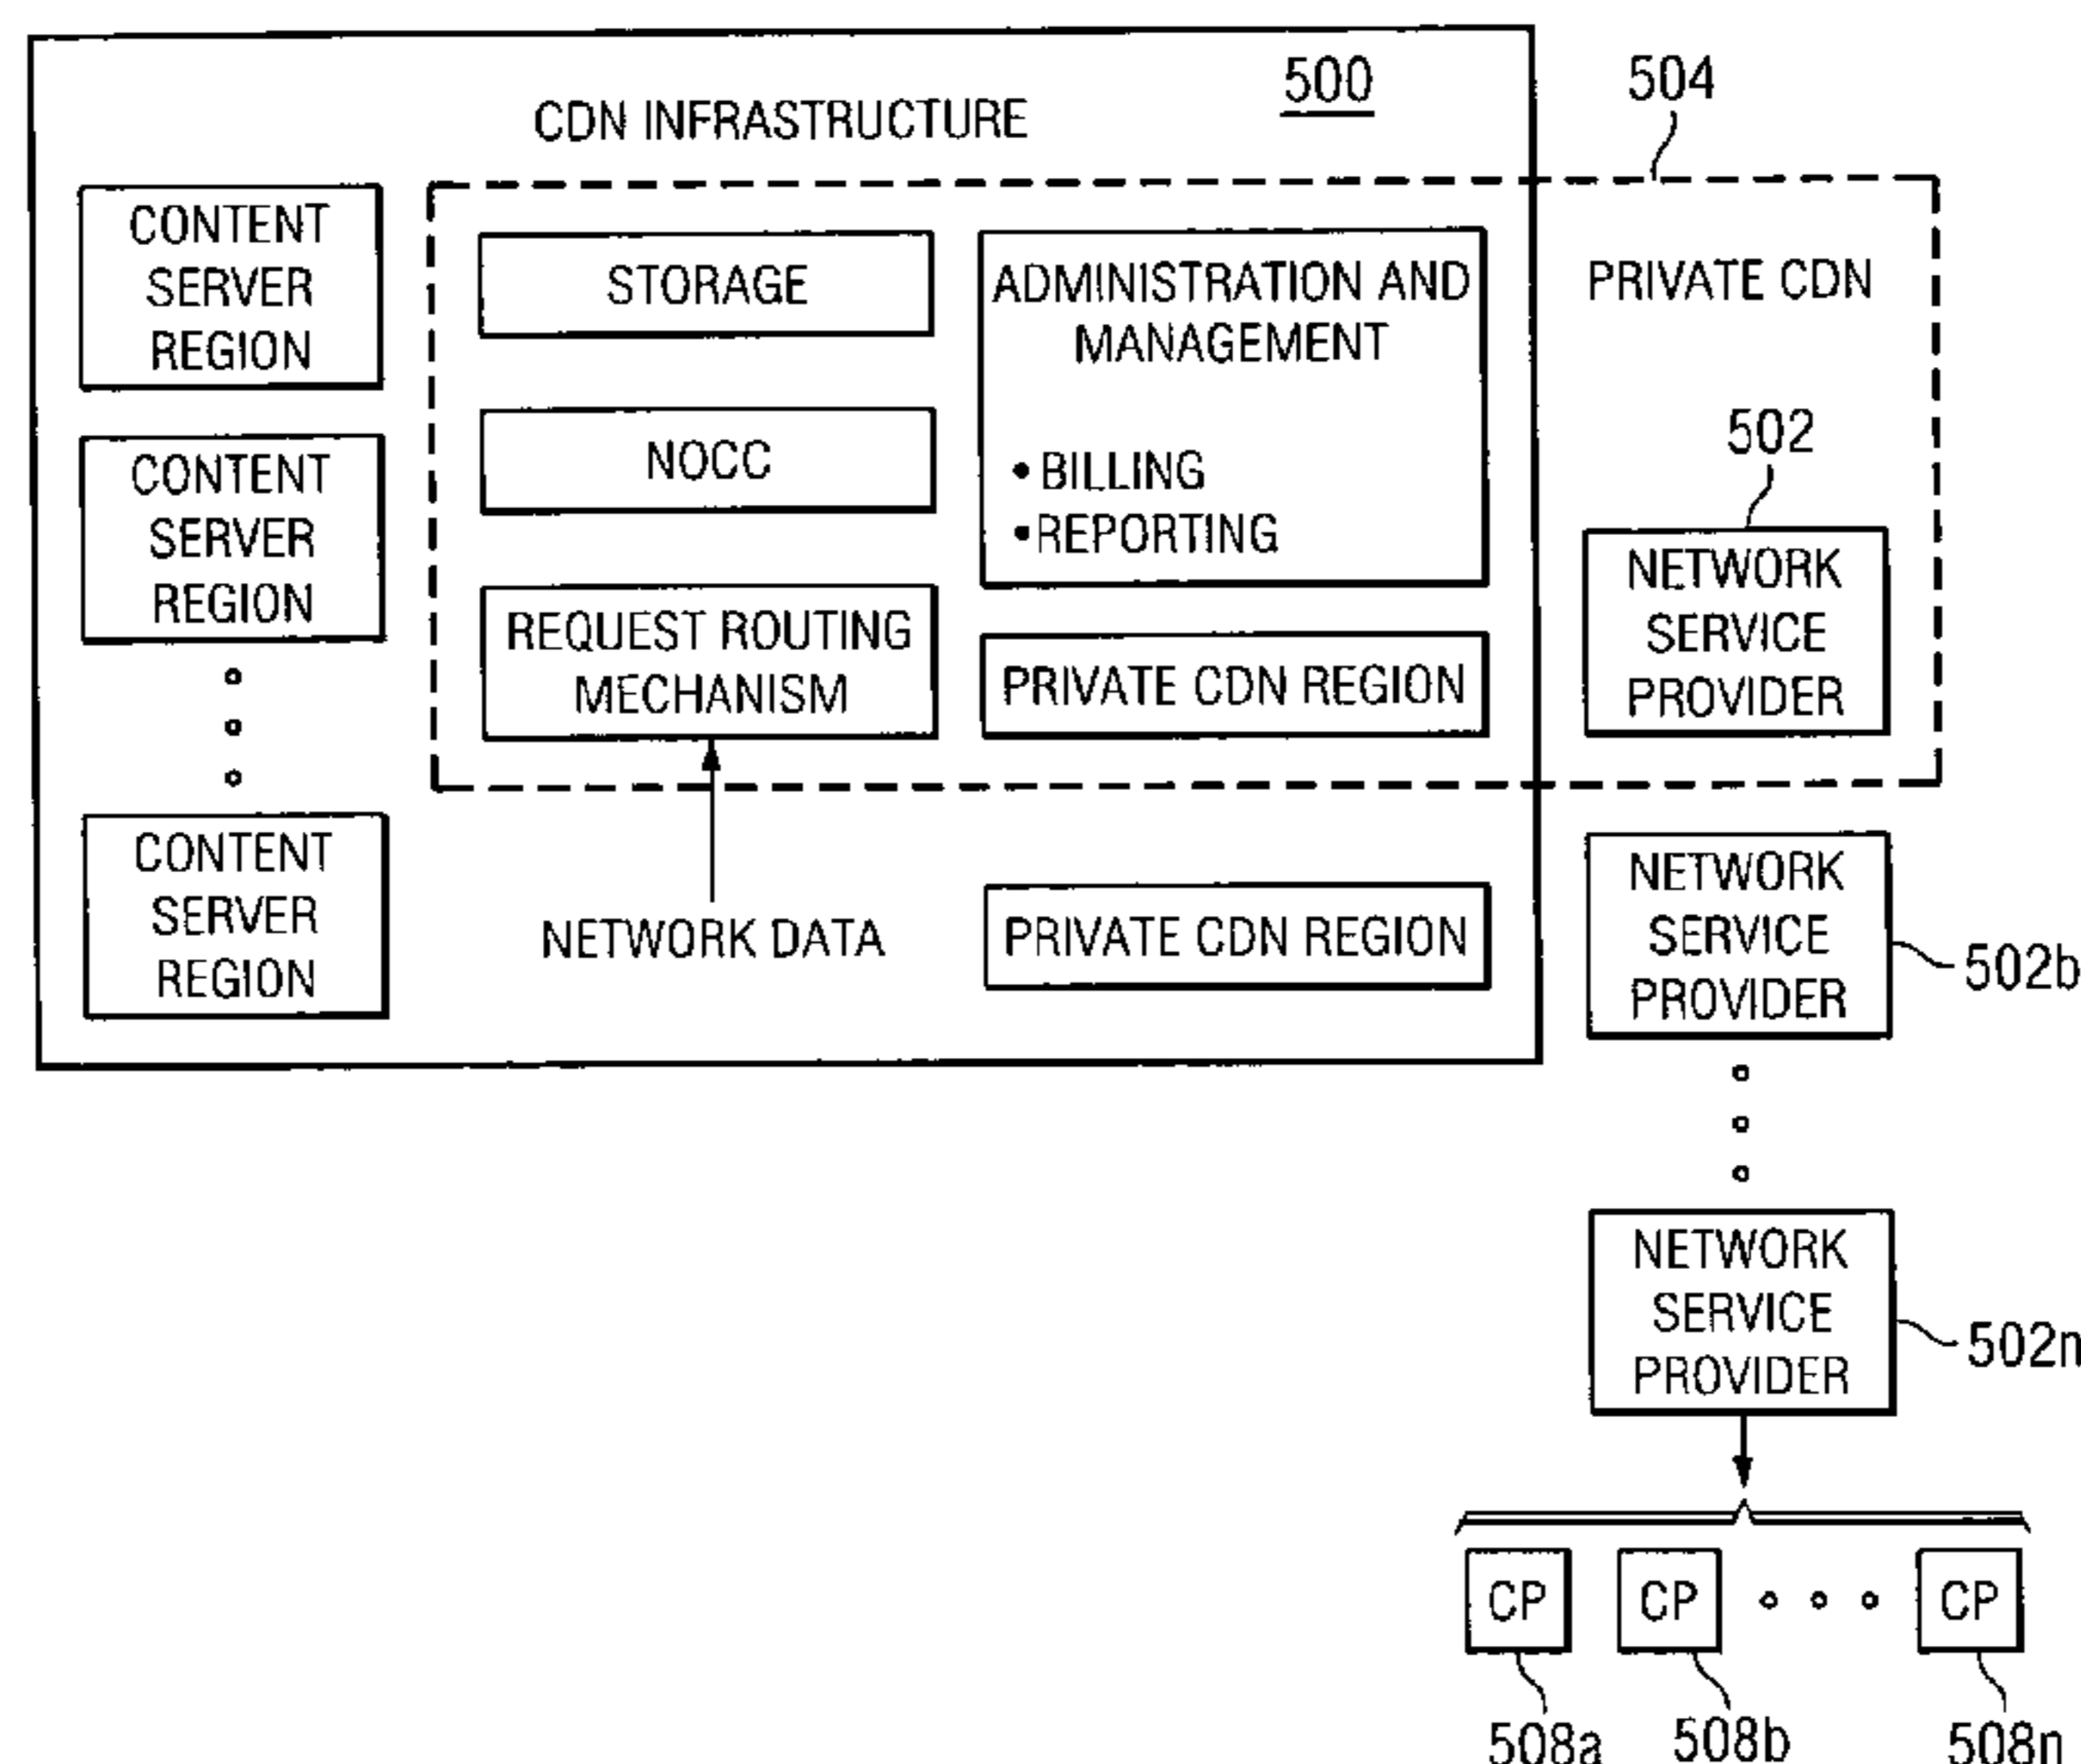 500
CDN INFRASTRUCTURE
504
CONTENT
SERVER
REGION
STORAGE
ADMINISTRATION AND
MANAGEMENT
• BILLING
• REPORTING
PRIVATE CDN
CONTENT
SERVER
REGION
NOCC
502
NETWORK
SERVICE
PROVIDER
REQUEST ROUTING
MECHANISM
PRIVATE CDN REGION
CONTENT
SERVER
REGION
NETWORK DATA
PRIVATE CDN REGION
NETWORK
SERVICE
PROVIDER
502b
NETWORK
SERVICE
PROVIDER
502n
CP
CP
CP
508a
508b
508n